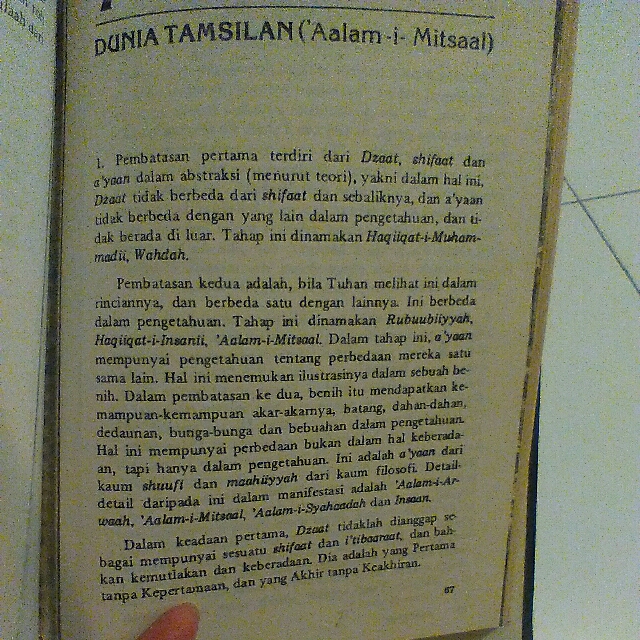 DUNIA TAMSILAN ('Aalam-i- Mitsaal)
1. Pembatasan pertama terdiri dari Dzaat, shifaat dan
a'yaan dalam abstraksi (menurut teori), yakni dalam hal ini,
Dzaat tidak berbeda dari shifaat dan sebaliknya, dan a'yaan
tidak berbeda dengan yang lain dalam pengetahuan, dan ti-
dak berada di luar. Tahap ini dinamakan Haqiiqat-i-Muham-
madii, Wahdah.
Pembatasan kedua adalah, bila Tuhan melihat ini dalam
rinciannya, dan berbeda satu dengan lainnya. Ini berbeda
dalam pengetahuan. Tahap ini dinamakan Rubuubiiyyah,
Haqiiqat-i-Insanii, 'Aalam-i-Mitsaal. Dalam tahap ini, a'yaan
mempunyai pengetahuan tentang perbedaan mereka satu
sama lain. Hal ini menemukan ilustrasinya dalam sebuah be-
nih. Dalam pembatasan ke dua, benih itu mendapatkan ke-
mampuan-kemampuan akar-akarnya, batang, dahan-dahan,
dedaunan, bunga-bunga dan bebuahan dalam pengetahuan.
Hal ini mempunyai perbedaan bukan dalam hal keberada-
an, tapi hanya dalam pengetahuan. Ini adalah a'yaan dari
kaum shuufi dan maahiiyyah dari kaum filosofi. Detail-
detail daripada ini dalam manifestasi adalah 'Aalam-i-Ar-
waah, 'Aalam-i-Mitsaal, 'Aalam-i-Syahaadah dan Insaan.
Dalam keadaan pertama, Dzaat tidaklah dianggap se-
bagai mempunyai sesuatu shifaat dan i'tibaaraat, dan bah-
kan kemutlakan dan keberadaan. Dia adalah yang Pertama
tanpa Kepertamaan, dan yang Akhir tanpa Keakhiran.
67